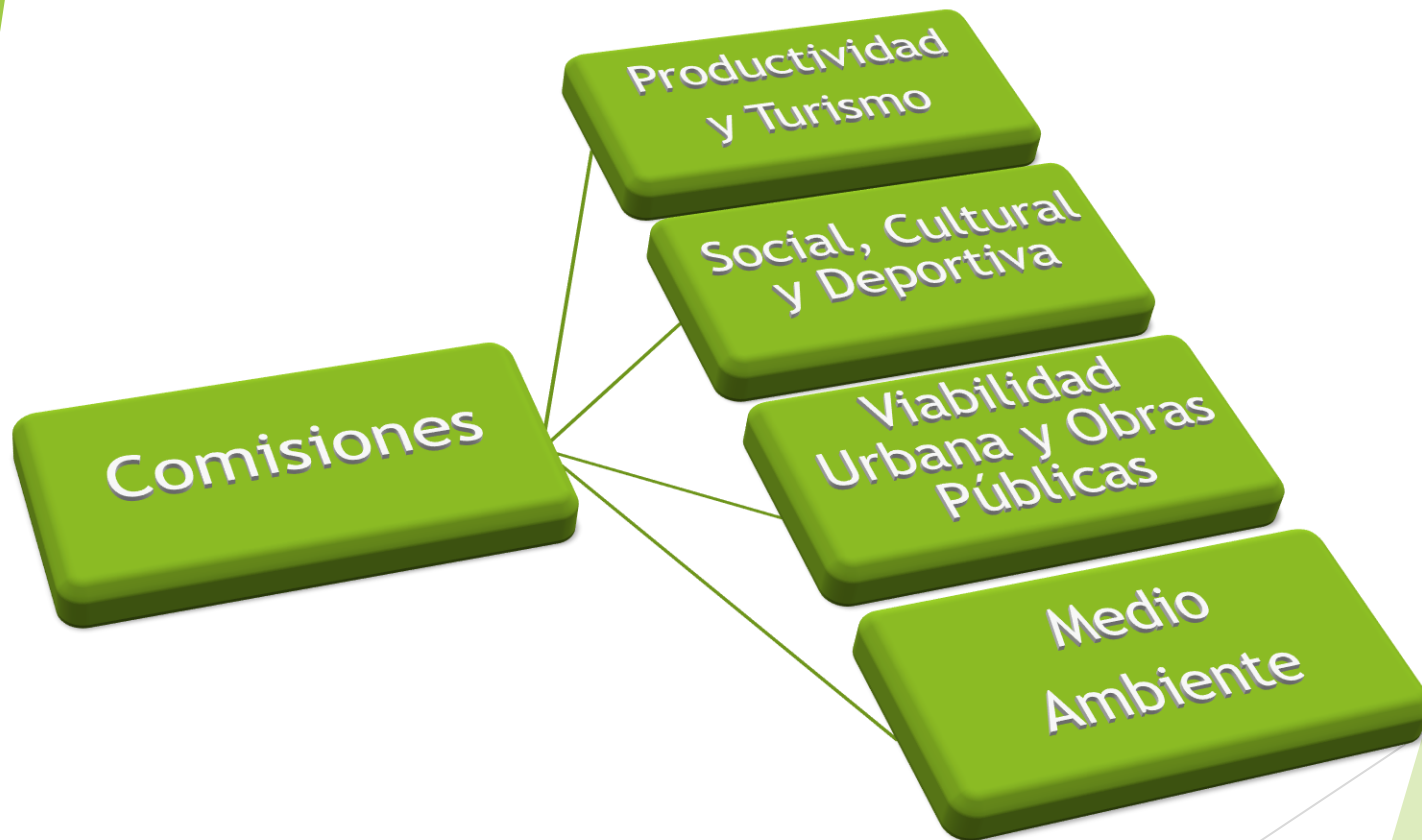 Productividad
y Turismo
Social, Cultural
y Deportiva
Comisiones
Viabilidad
Urbana y Obras
Públicas
Medio
Ambiente